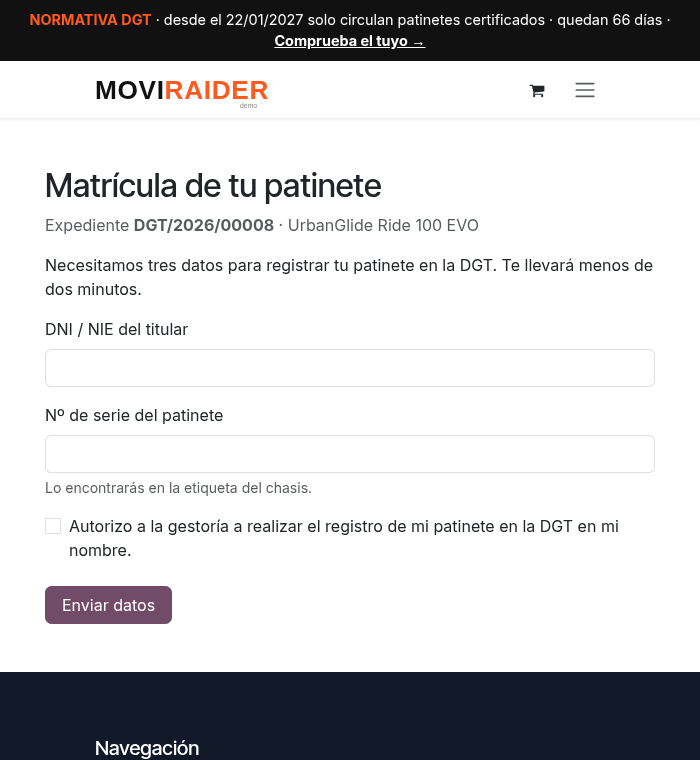 NORMATIVA DGT · desde el 22/01/2027 solo circulan patinetes certificados · quedan 66 días ·
Comprueba el tuyo →
MOVIRAIDER
demo
Matrícula de tu patinete
Expediente DGT/2026/00008 · UrbanGlide Ride 100 EVO
Necesitamos tres datos para registrar tu patinete en la DGT. Te llevará menos de
dos minutos.
DNI / NIE del titular
Nº de serie del patinete
Lo encontrarás en la etiqueta del chasis.
Autorizo a la gestoría a realizar el registro de mi patinete en la DGT en mi
nombre.
Enviar datos
Navegación